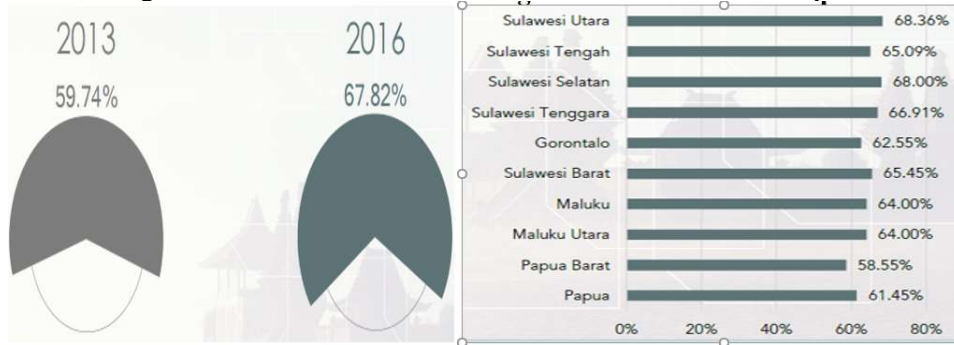 2013
59.74%
2016
67.82%
Sulawesi Utara 68.36%
Sulawesi Tengah 65.09%
Sulawesi Selatan 68.00%
Sulawesi Tenggara 66.91%
Gorontalo 62.55%
Sulawesi Barat 65.45%
Maluku 64.00%
Maluku Utara 64.00%
Papua Barat 58.55%
Papua 61.45%
0% 20% 40% 60% 80%